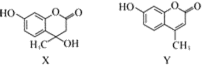 HO O O HO O O
H₃C OH CH₃
X Y